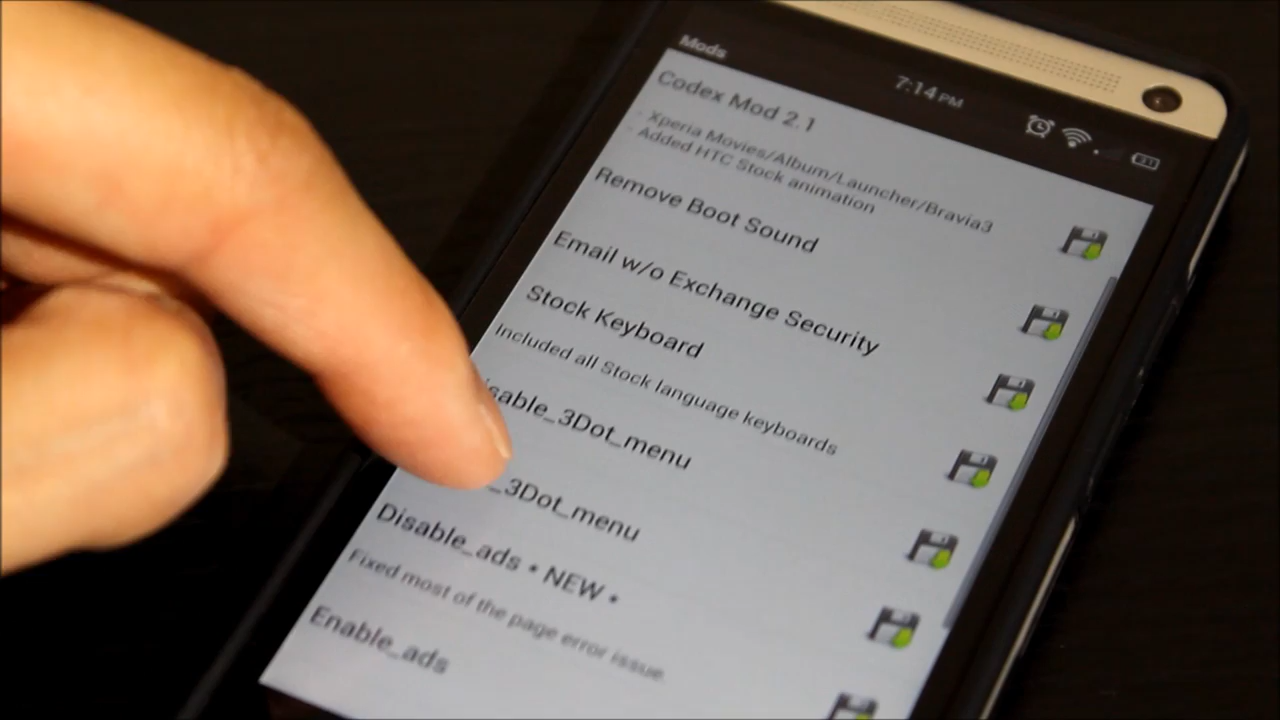 Mods
7:14 PM
Codex Mod 2.1
- Xperia Movies/Album/Launcher/Bravia3
- Added HTC Stock animation
Remove Boot Sound
Email w/o Exchange Security
Stock Keyboard
Included all Stock language keyboards
isable_3Dot_menu
_3Dot_menu
Disable_ads • NEW •
Fixed most of the page error issue
Enable_ads